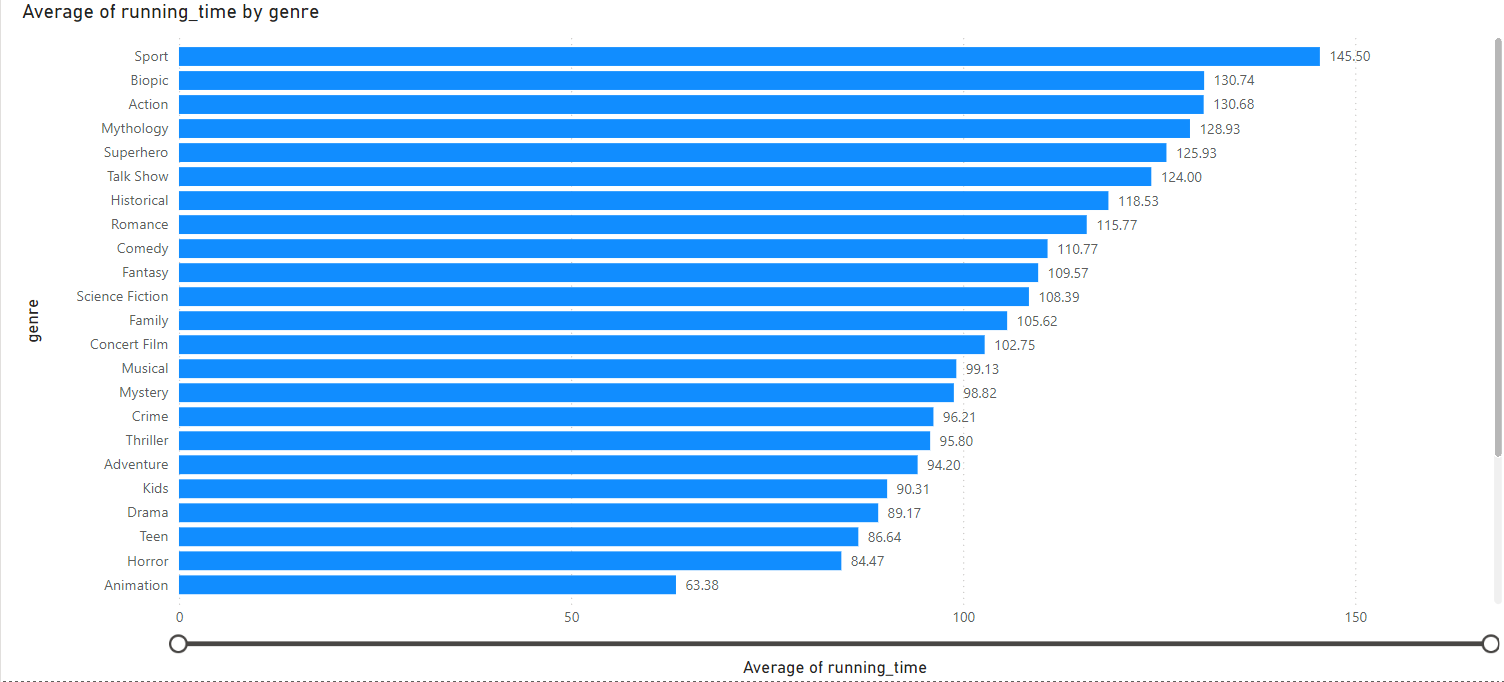 Average of running_time by genre
genre
Sport 145.50
Biopic 130.74
Action 130.68
Mythology 128.93
Superhero 125.93
Talk Show 124.00
Historical 118.53
Romance 115.77
Comedy 110.77
Fantasy 109.57
Science Fiction 108.39
Family 105.62
Concert Film 102.75
Musical 99.13
Mystery 98.82
Crime 96.21
Thriller 95.80
Adventure 94.20
Kids 90.31
Drama 89.17
Teen 86.64
Horror 84.47
Animation 63.38
0 50 100 150
Average of running_time